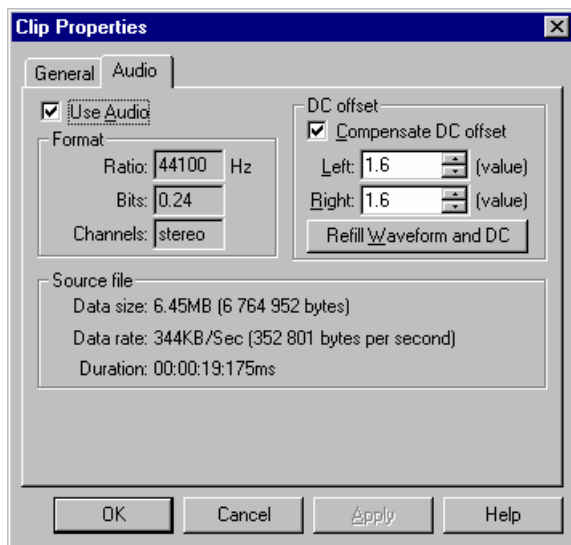 Clip Properties
General Audio
Use Audio
Format
Ratio: 44100 Hz
Bits: 0.24
Channels: stereo
DC offset
Compensate DC offset
Left: 1.6 (value)
Right: 1.6 (value)
Refill Waveform and DC
Source file
Data size: 6.45MB (6 764 952 bytes)
Data rate: 344KB/Sec (352 801 bytes per second)
Duration: 00:00:19:175ms
OK Cancel Apply Help